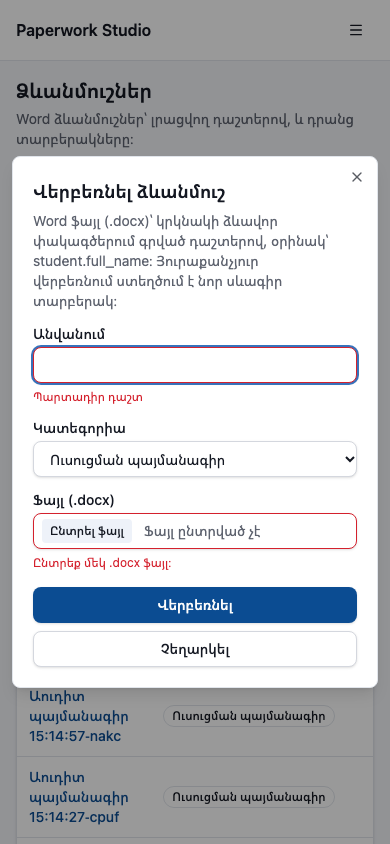 Paperwork Studio
Ձևանմուշներ
Word ձևանմուշներ՝ լրացվող դաշտերով, և դրանց
տարբերակները:
Վերբեռնել ձևանմուշ
Word ֆայլ (.docx)՝ կրկնակի ձևավոր
փակագծերում գրված դաշտերով, օրինակ՝
student.full_name: Յուրաքանչյուր
վերբեռնում ստեղծում է նոր սևագիր
տարբերակ:
Անվանում
Պարտադիր դաշտ
Կատեգորիա
Ուսուցման պայմանագիր
Ֆայլ (.docx)
Ընտրել ֆայլ Ֆայլ ընտրված չէ
Ընտրեք մեկ .docx ֆայլ:
Վերբեռնել
Չեղարկել
Աուդիտ
պայմանագիր Ուսուցման պայմանագիր
15:14:57-nakc
Աուդիտ
պայմանագիր Ուսուցման պայմանագիր
15:14:27-cpuf